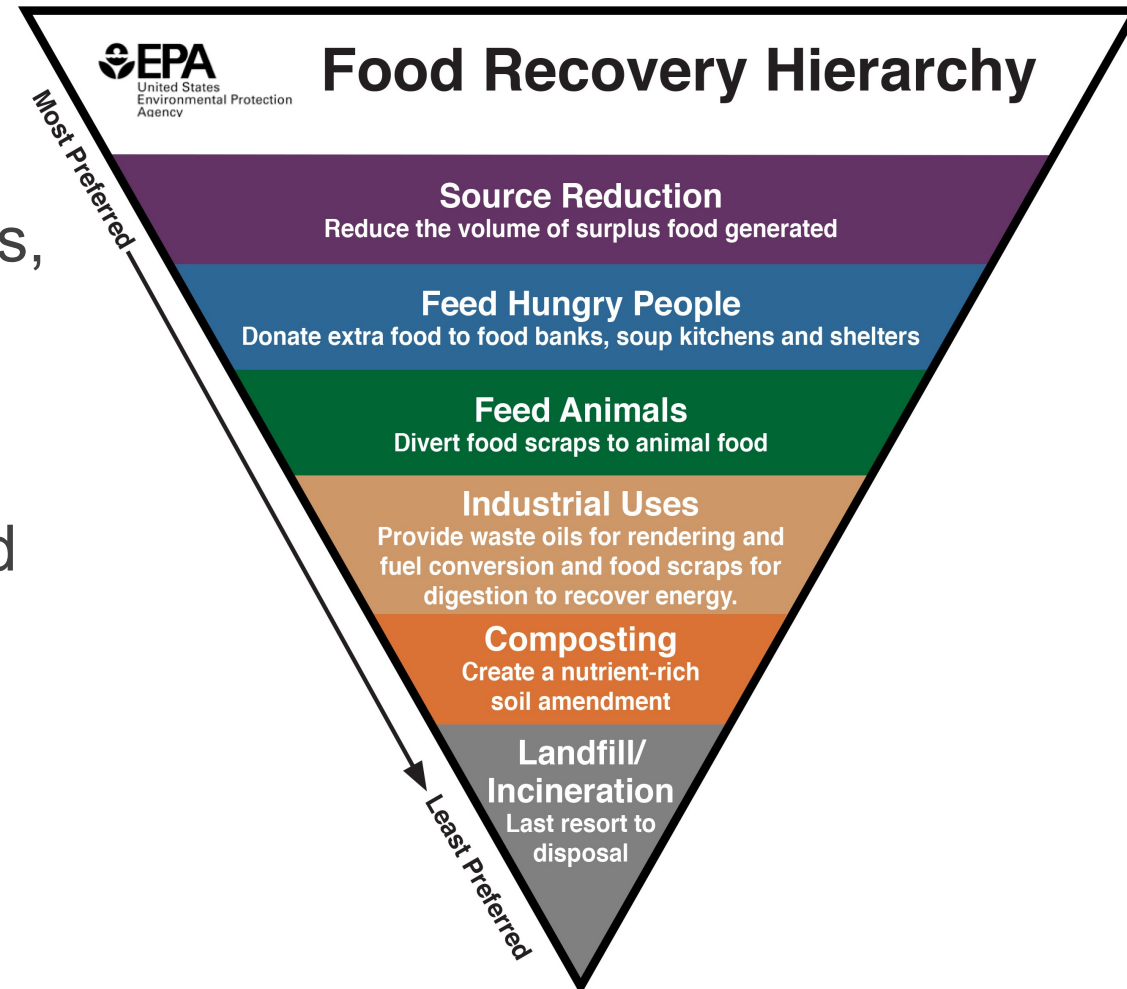 EPA
United States
Environmental Protection
Agency
Food Recovery Hierarchy
Most Preferred
Source Reduction
Reduce the volume of surplus food generated
s,
Feed Hungry People
Donate extra food to food banks, soup kitchens and shelters
Feed Animals
Divert food scraps to animal food
Industrial Uses
Provide waste oils for rendering and
d
fuel conversion and food scraps for
digestion to recover energy.
Composting
Create a nutrient-rich
soil amendment
Landfill/
Incineration
Last resort to
disposal
Least Preferred